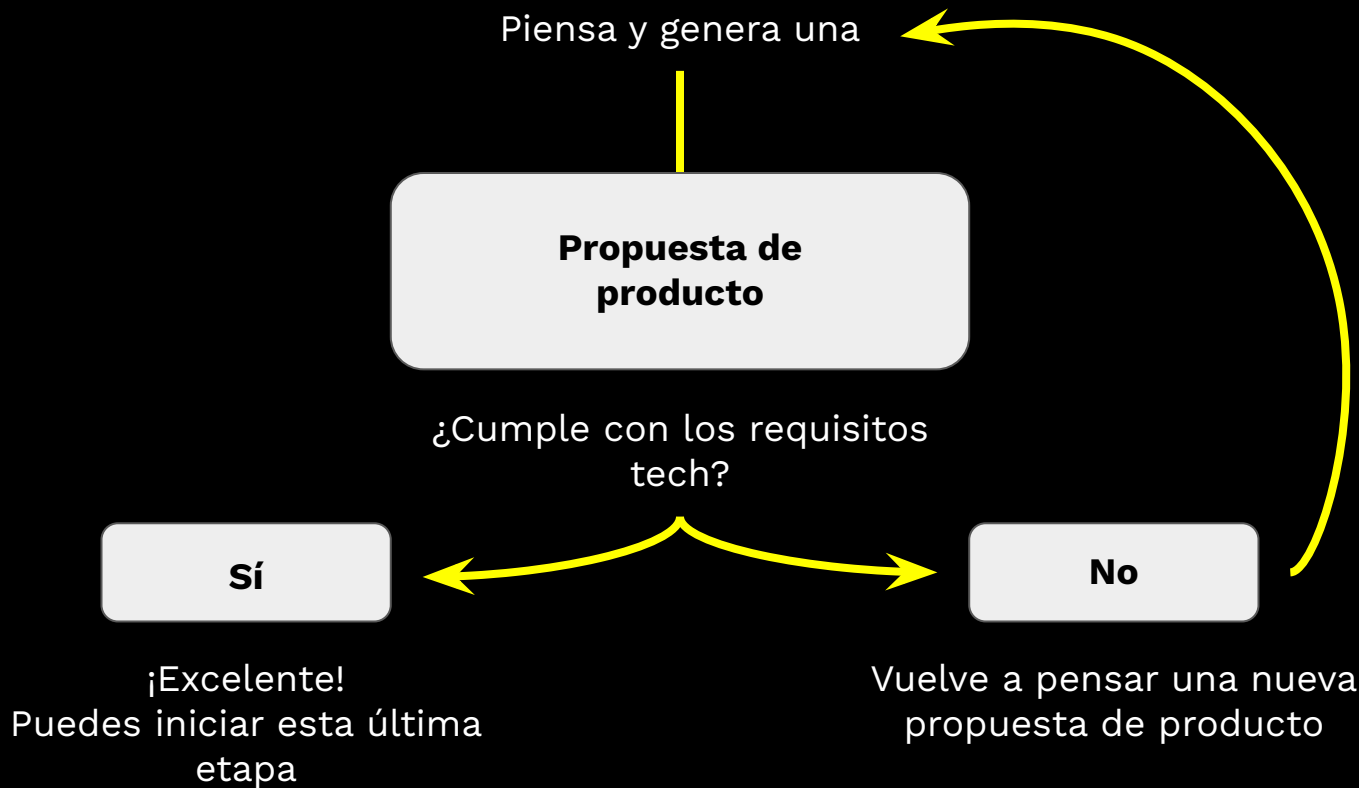 Piensa y genera una
Propuesta de
producto
¿Cumple con los requisitos
tech?
Sí
No
¡Excelente!
Puedes iniciar esta última
etapa
Vuelve a pensar una nueva
propuesta de producto